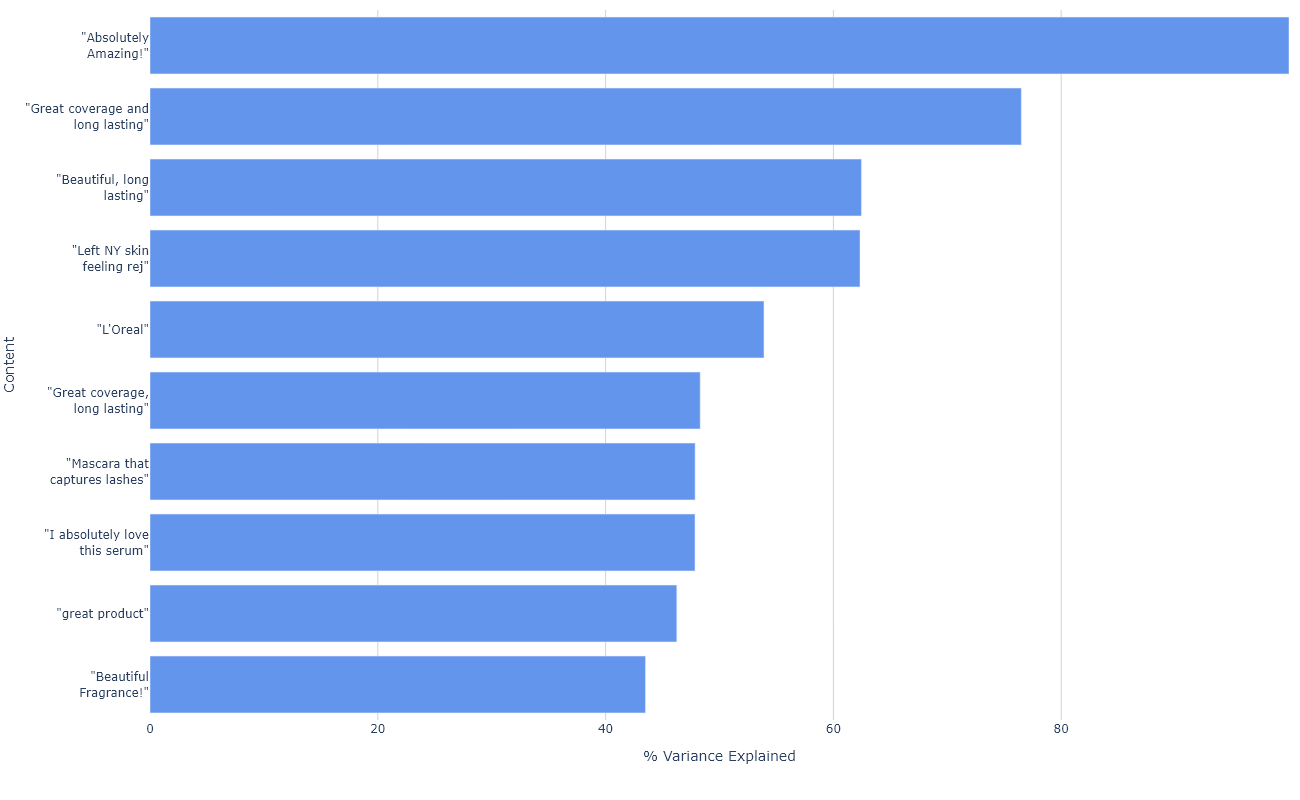 "Absolutely
Amazing!"
"Great coverage and
long lasting"
"Beautiful, long
lasting"
"Left NY skin
feeling rej"
"L'Oreal"
"Great coverage,
long lasting"
"Mascara that
captures lashes"
"I absolutely love
this serum"
"great product"
"Beautiful
Fragrance!"
Content
0 20 40 60 80
% Variance Explained